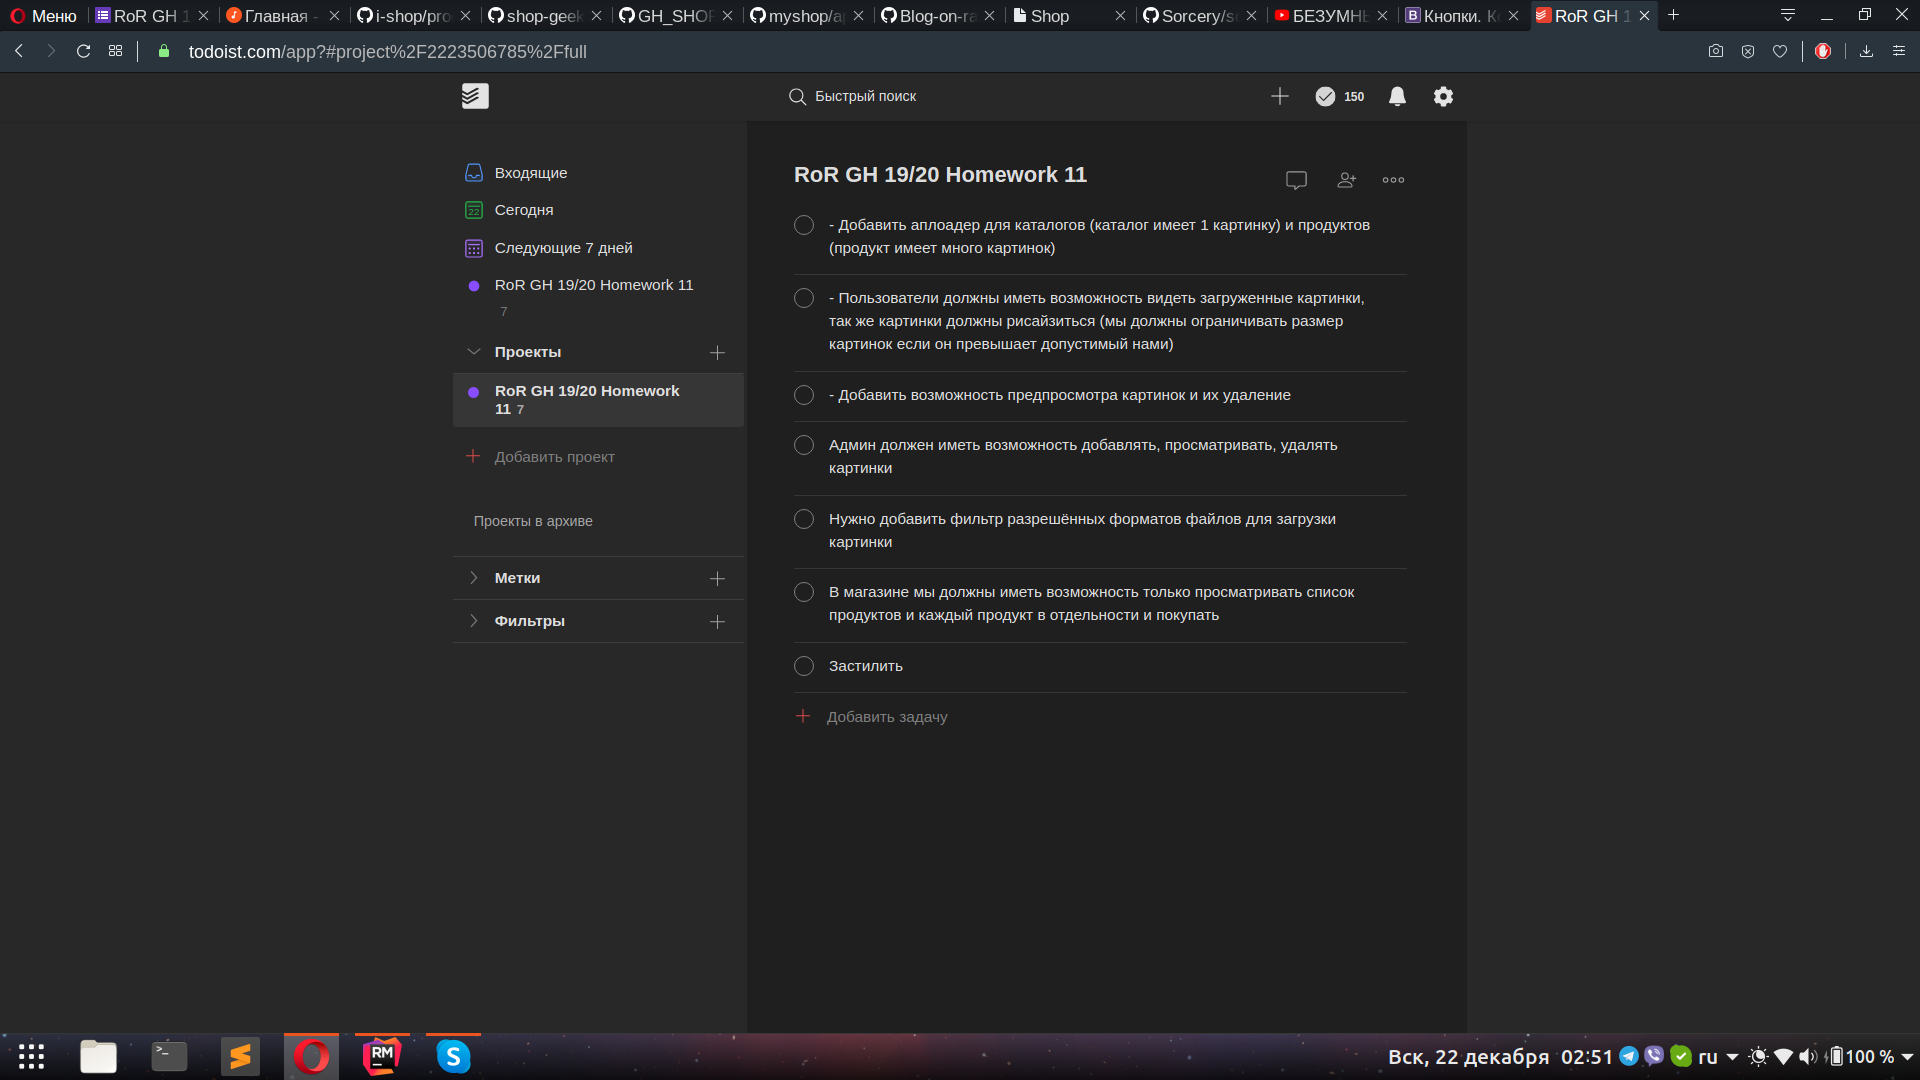 Меню
RoR GH 1
Главная -
i-shop/pro
shop-geek
GH_SHOP
myshop/a
Blog-on-ra
Shop
Sorcery/s
БЕЗУМН
Кнопки. К
RoR GH 1
todoist.com/app?#project%2F2223506785%2Ffull
Быстрый поиск
150
Входящие
22
Сегодня
Следующие 7 дней
RoR GH 19/20 Homework 11
7
Проекты
RoR GH 19/20 Homework
11 7
Добавить проект
Проекты в архиве
Метки
Фильтры
RoR GH 19/20 Homework 11
- Добавить аплоадер для каталогов (каталог имеет 1 картинку) и продуктов
(продукт имеет много картинок)
- Пользователи должны иметь возможность видеть загруженные картинки,
так же картинки должны рисайзиться (мы должны ограничивать размер
картинок если он превышает допустимый нами)
- Добавить возможность предпросмотра картинок и их удаление
Админ должен иметь возможность добавлять, просматривать, удалять
картинки
Нужно добавить фильтр разрешённых форматов файлов для загрузки
картинки
В магазине мы должны иметь возможность только просматривать список
продуктов и каждый продукт в отдельности и покупать
Застилить
Добавить задачу
>_
RM
S
Вск, 22 декабря 02:51
ru
100 %